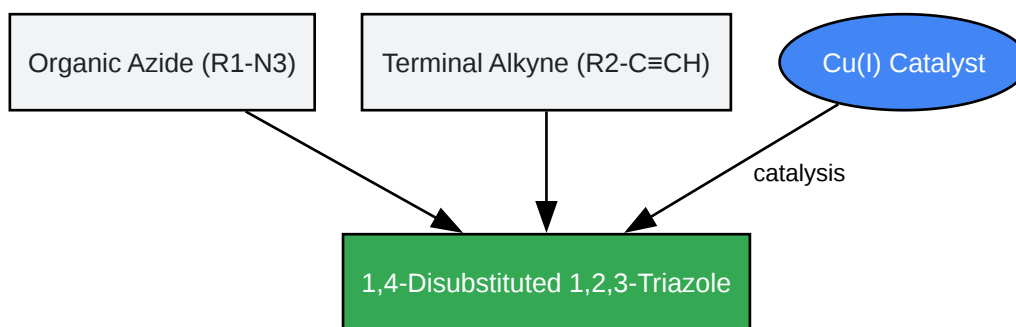 Organic Azide (R1-N3)
Terminal Alkyne (R2-C≡CH)
Cu(I) Catalyst
catalysis
1,4-Disubstituted 1,2,3-Triazole